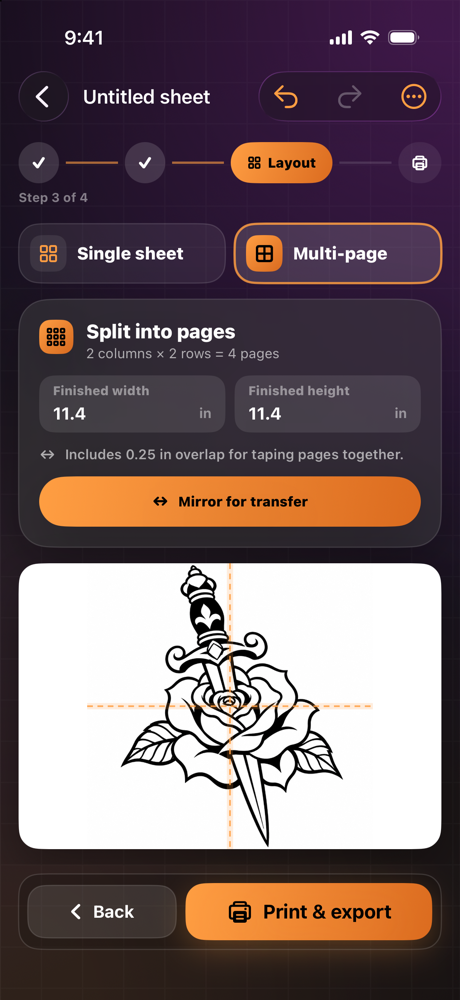 9:41
Untitled sheet
Layout
Step 3 of 4
Single sheet
Multi-page
Split into pages
2 columns × 2 rows = 4 pages
Finished width
11.4 in
Finished height
11.4 in
Includes 0.25 in overlap for taping pages together.
Mirror for transfer
Back
Print & export